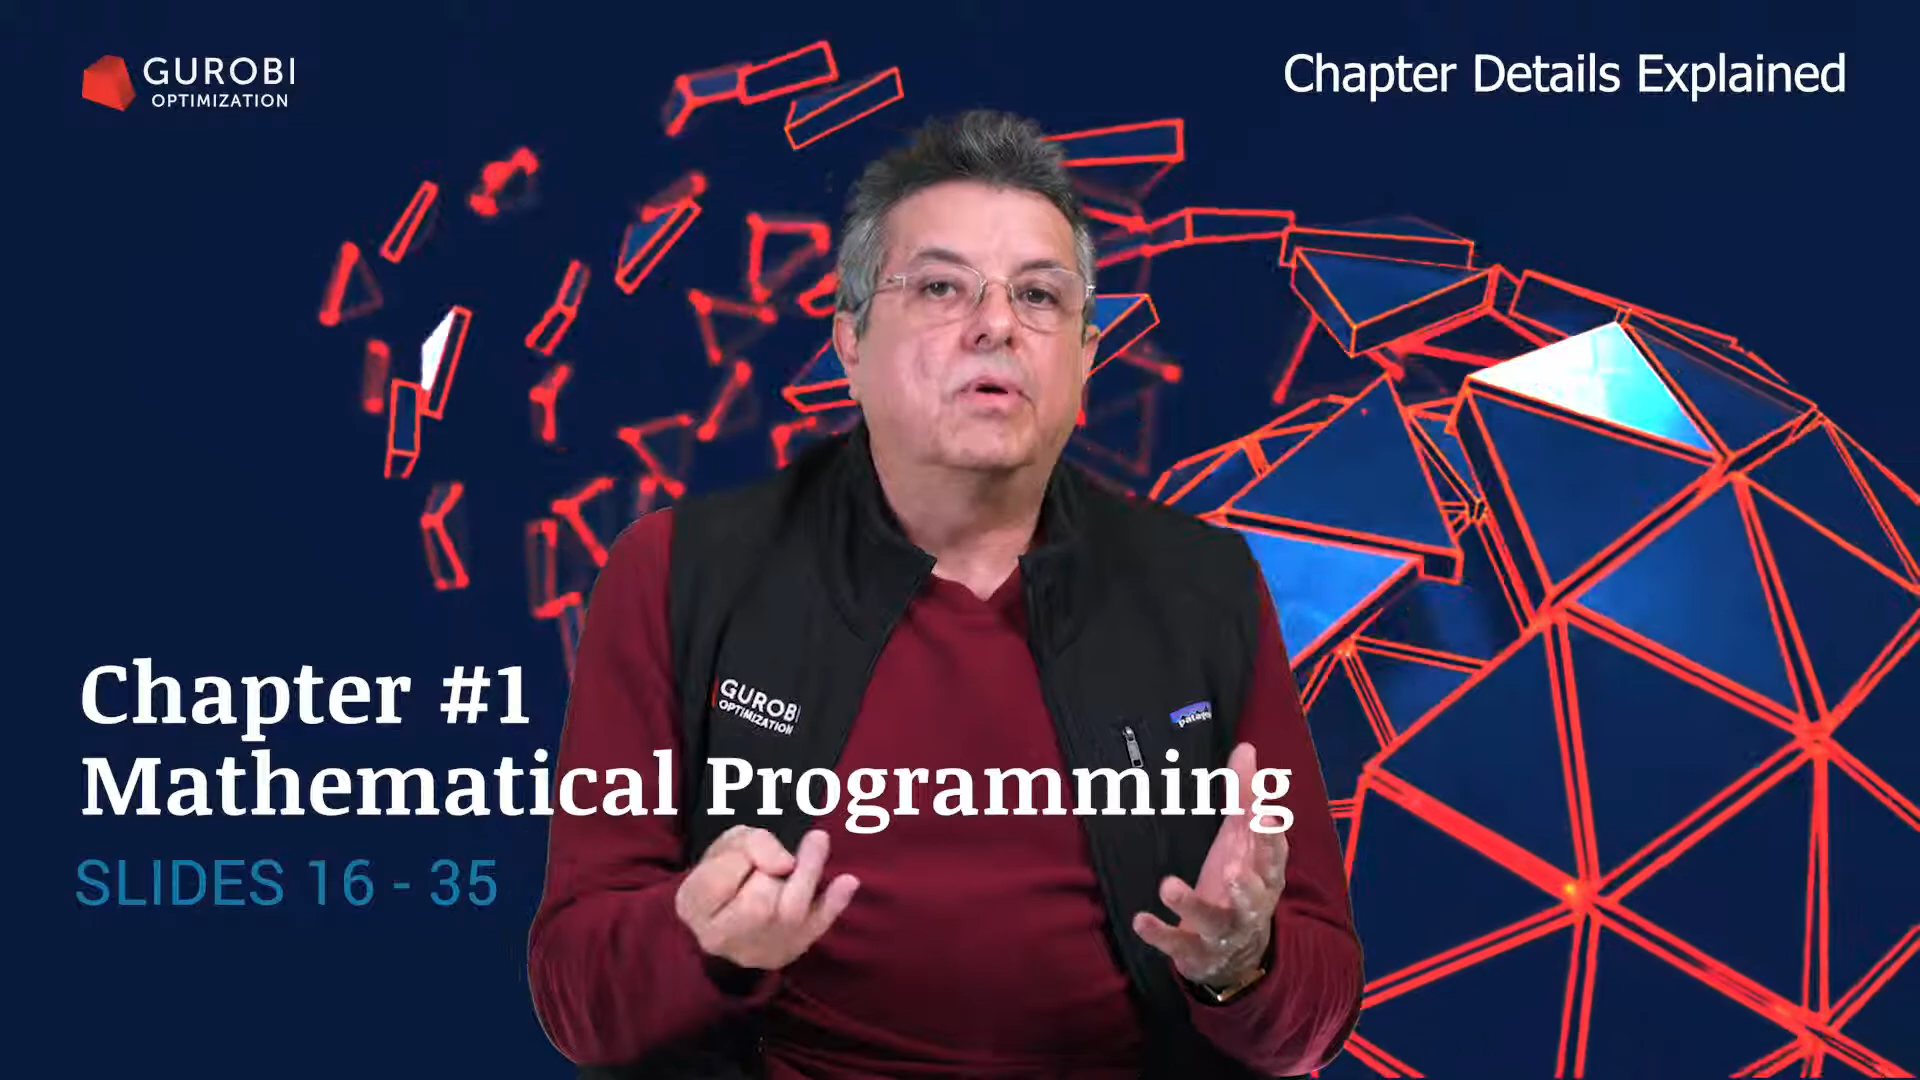 GUROBI
OPTIMIZATION
Chapter Details Explained
GUROBI
OPTIMIZATION
Chapter #1
Mathematical Programming
SLIDES 16 - 35